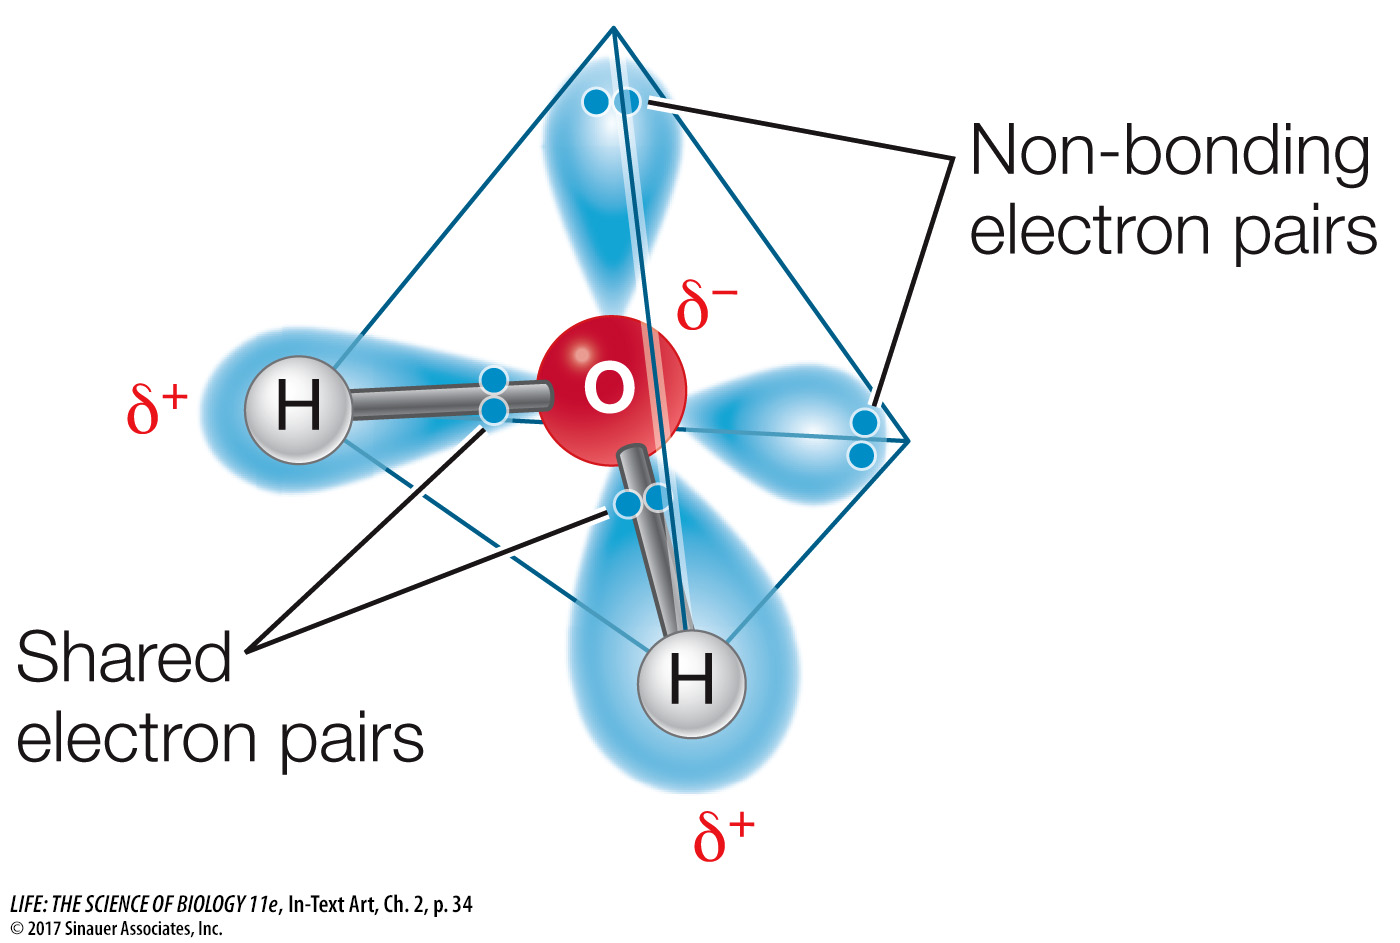 Non-bonding
electron pairs
δ−
O
H
δ+
Shared
electron pairs
H
δ+
LIFE: THE SCIENCE OF BIOLOGY 11e, In-Text Art, Ch. 2, p. 34
© 2017 Sinauer Associates, Inc.